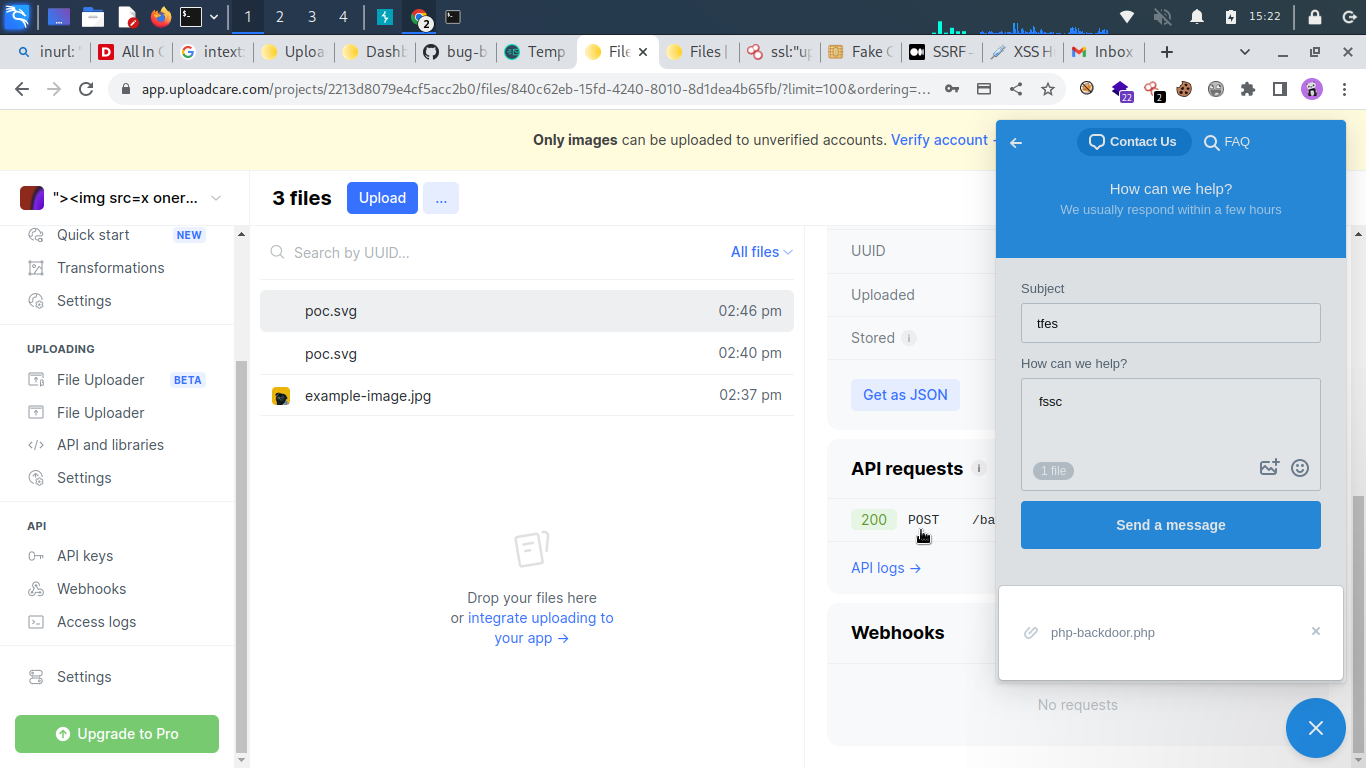 1 2 3 4 2 15:22
inurl: " All In ( intext: Uploa Dashb bug-b Temp File Files | ssl:"up Fake ( SSRF - XSS H Inbox
app.uploadcare.com/projects/2213d8079e4cf5acc2b0/files/840c62eb-15fd-4240-8010-8d1dea4b65fb/?limit=100&ordering=... 22 2
Only images can be uploaded to unverified accounts. Verify account
"><img src=x oner...
Quick start NEW
Transformations
Settings
UPLOADING
File Uploader BETA
File Uploader
API and libraries
Settings
API
API keys
Webhooks
Access logs
Settings
Upgrade to Pro
3 files Upload ...
Search by UUID... All files
poc.svg 02:46 pm
poc.svg 02:40 pm
example-image.jpg 02:37 pm
Drop your files here
or integrate uploading to
your app →
UUID
Uploaded
Stored i
Get as JSON
API requests i
200 POST /ba
API logs →
Webhooks
No requests
Contact Us FAQ
How can we help?
We usually respond within a few hours
Subject
tfes
How can we help?
fssc
1 file
Send a message
php-backdoor.php